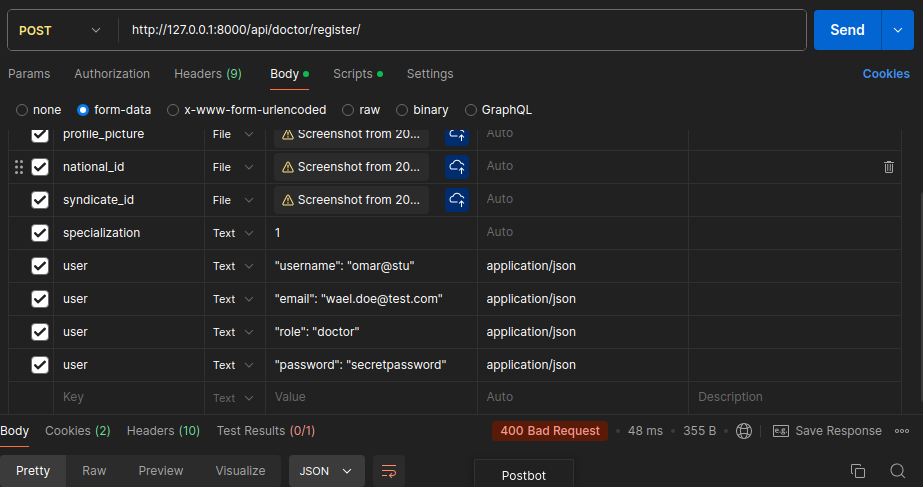 POST http://127.0.0.1:8000/api/doctor/register/ Send
Params Authorization Headers (9) Body Scripts Settings Cookies
none form-data x-www-form-urlencoded raw binary GraphQL
profile_picture File Screenshot from 20... Auto
national_id File Screenshot from 20... Auto
syndicate_id File Screenshot from 20... Auto
specialization Text 1 Auto
user Text "username": "omar@stu" application/json
user Text "email": "wael.doe@test.com" application/json
user Text "role": "doctor" application/json
user Text "password": "secretpassword" application/json
Key Text Value Auto Description
Body Cookies (2) Headers (10) Test Results (0/1) 400 Bad Request 48 ms 355 B e.g. Save Response
Pretty Raw Preview Visualize JSON
Postbot